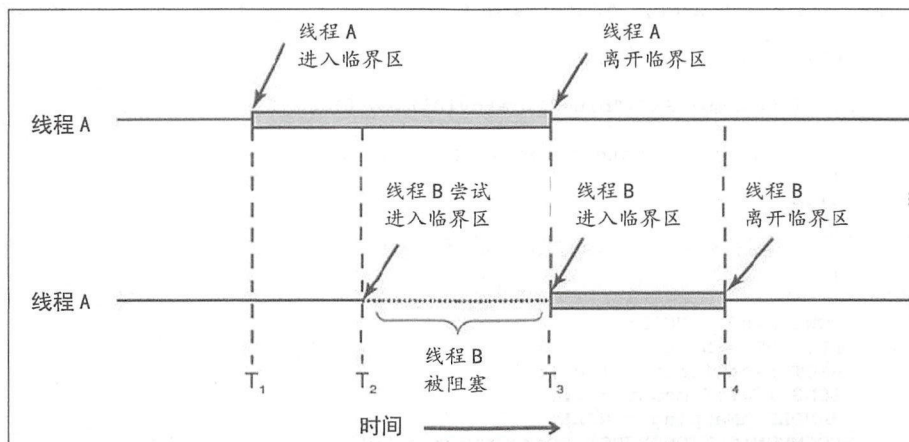 线程 A
进入临界区
线程 A
离开临界区
线程 A
线程 B 尝试
进入临界区
线程 B
进入临界区
线程 B
离开临界区
线程 A
线程 B
被阻塞
T1
T2
T3
T4
时间